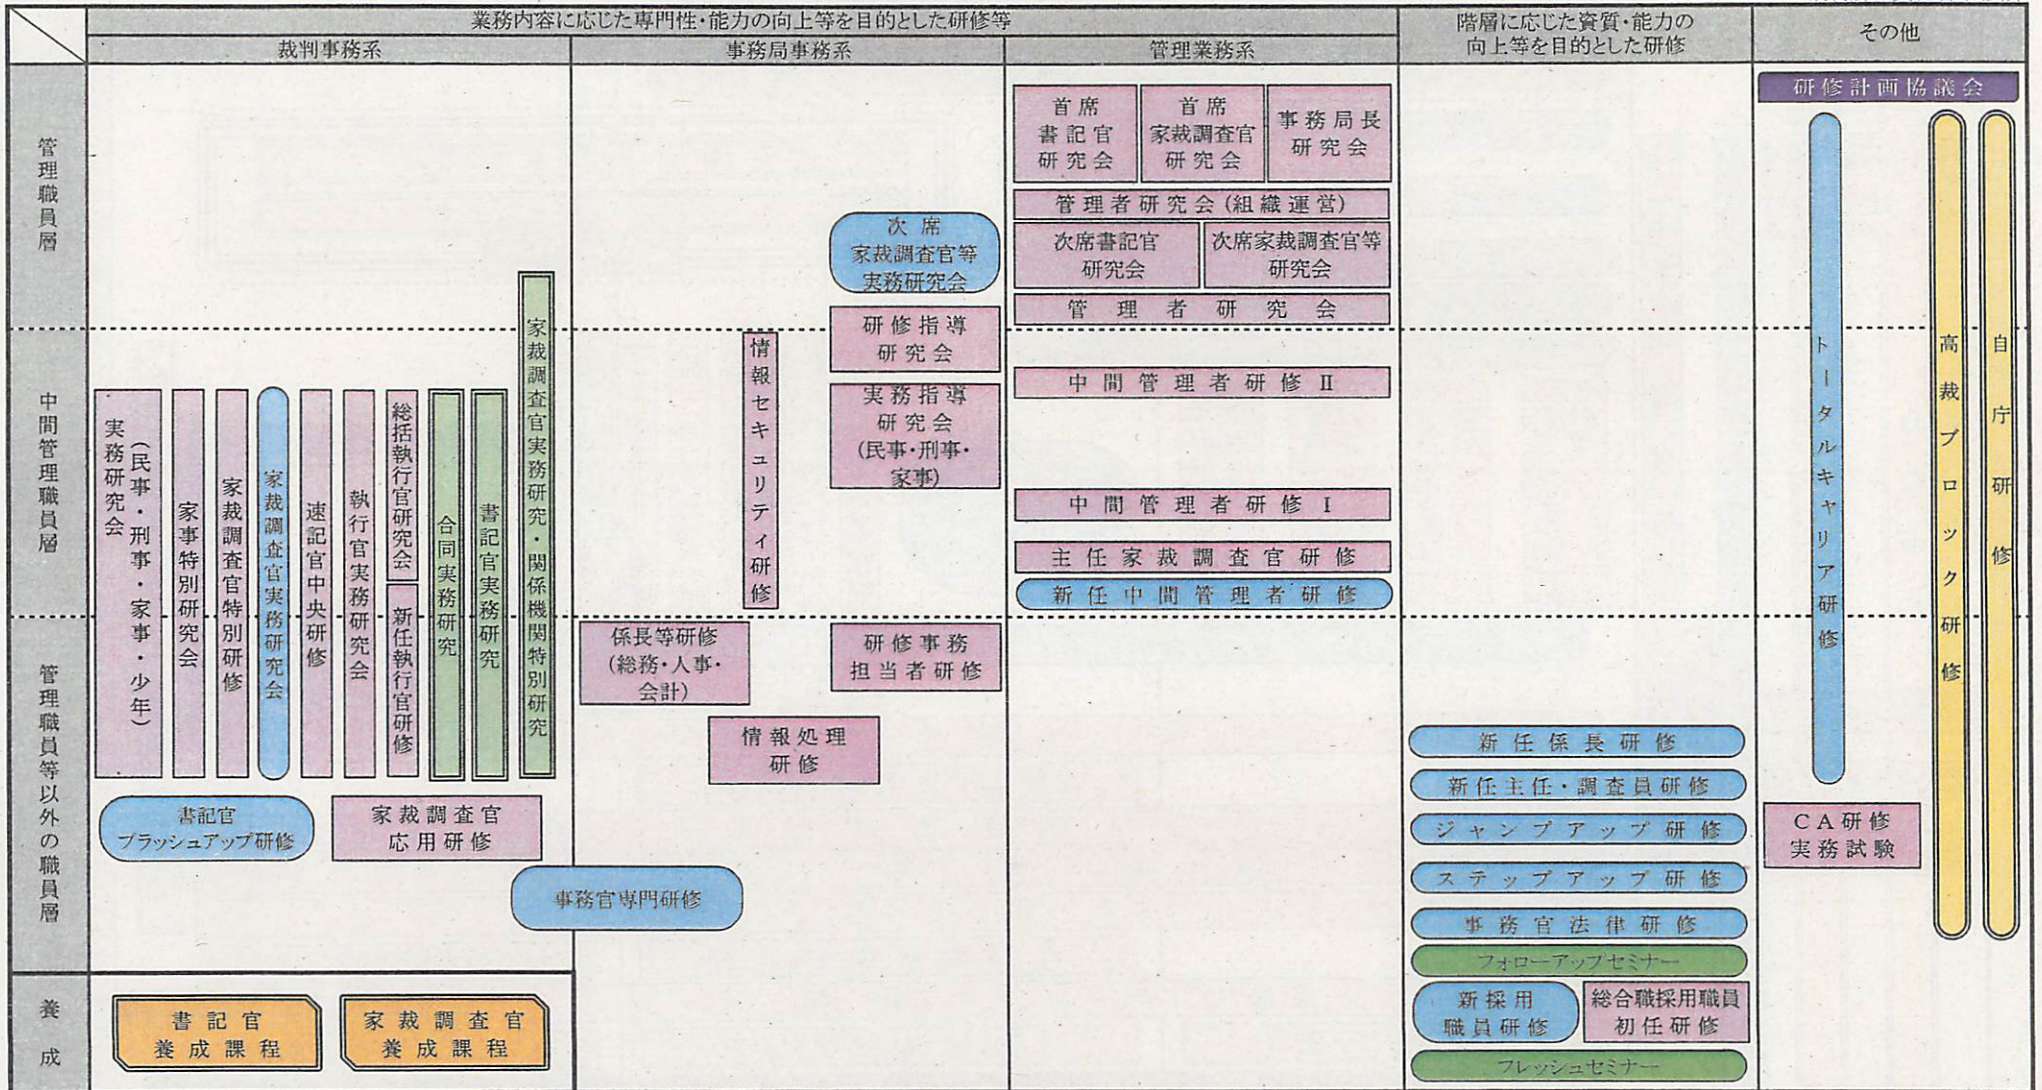 業務内容に応じた専門性・能力の向上等を目的とした研修等
階層に応じた資質・能力の
向上等を目的とした研修
その他
裁判事務系
事務局事務系
管理業務系
管理職員層
中間管理職員層
管理職員等以外の職員層
養成
実務研究会
(民事・刑事・家事・少年)
家事特別研究会
家裁調査官特別研修
家裁調査官実務研究会
速記官中央研修
執行官実務研究会
総括執行官研究会
新任執行官研修
合同実務研究
書記官実務研究
家裁調査官実務研究・関係機関特別研究
書記官
ブラッシュアップ研修
家裁調査官
応用研修
事務官専門研修
書記官
養成課程
家裁調査官
養成課程
次席
家裁調査官等
実務研究会
研修指導
研究会
情報セキュリティ研修
実務指導
研究会
(民事・刑事・
家事)
係長等研修
(総務・人事・
会計)
研修事務
担当者研修
情報処理
研修
首席
書記官
研究会
首席
家裁調査官
研究会
事務局長
研究会
管理者研究会(組織運営)
次席書記官
研究会
次席家裁調査官等
研究会
管理者研究会
中間管理者研修Ⅱ
中間管理者研修Ⅰ
主任家裁調査官研修
新任中間管理者研修
新任係長研修
新任主任・調査員研修
ジャンプアップ研修
ステップアップ研修
事務官法律研修
フォローアップセミナー
新採用
職員研修
総合職採用職員
初任研修
フレッシュセミナー
研修計画協議会
トータルキャリア研修
高裁ブロック研修
自庁研修
CA研修
実務試験